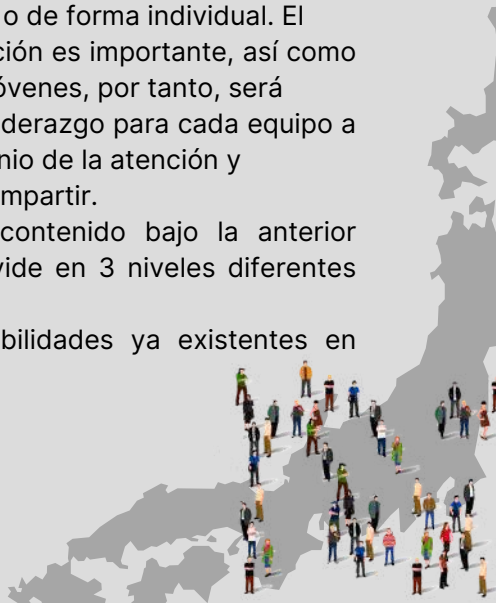 o de forma individual. El
ción es importante, así como
óvenes, por tanto, será
derazgo para cada equipo a
nio de la atención y
mpartir.
contenido bajo la anterior
vide en 3 niveles diferentes
bilidades ya existentes en